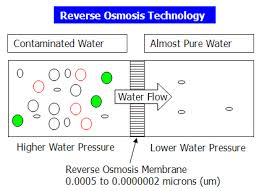 Reverse Osmosis Technology
Contaminated Water
Almost Pure Water
Water Flow
Higher Water Pressure
Lower Water Pressure
Reverse Osmosis Membrane
0.0005 to 0.0000002 microns (um)